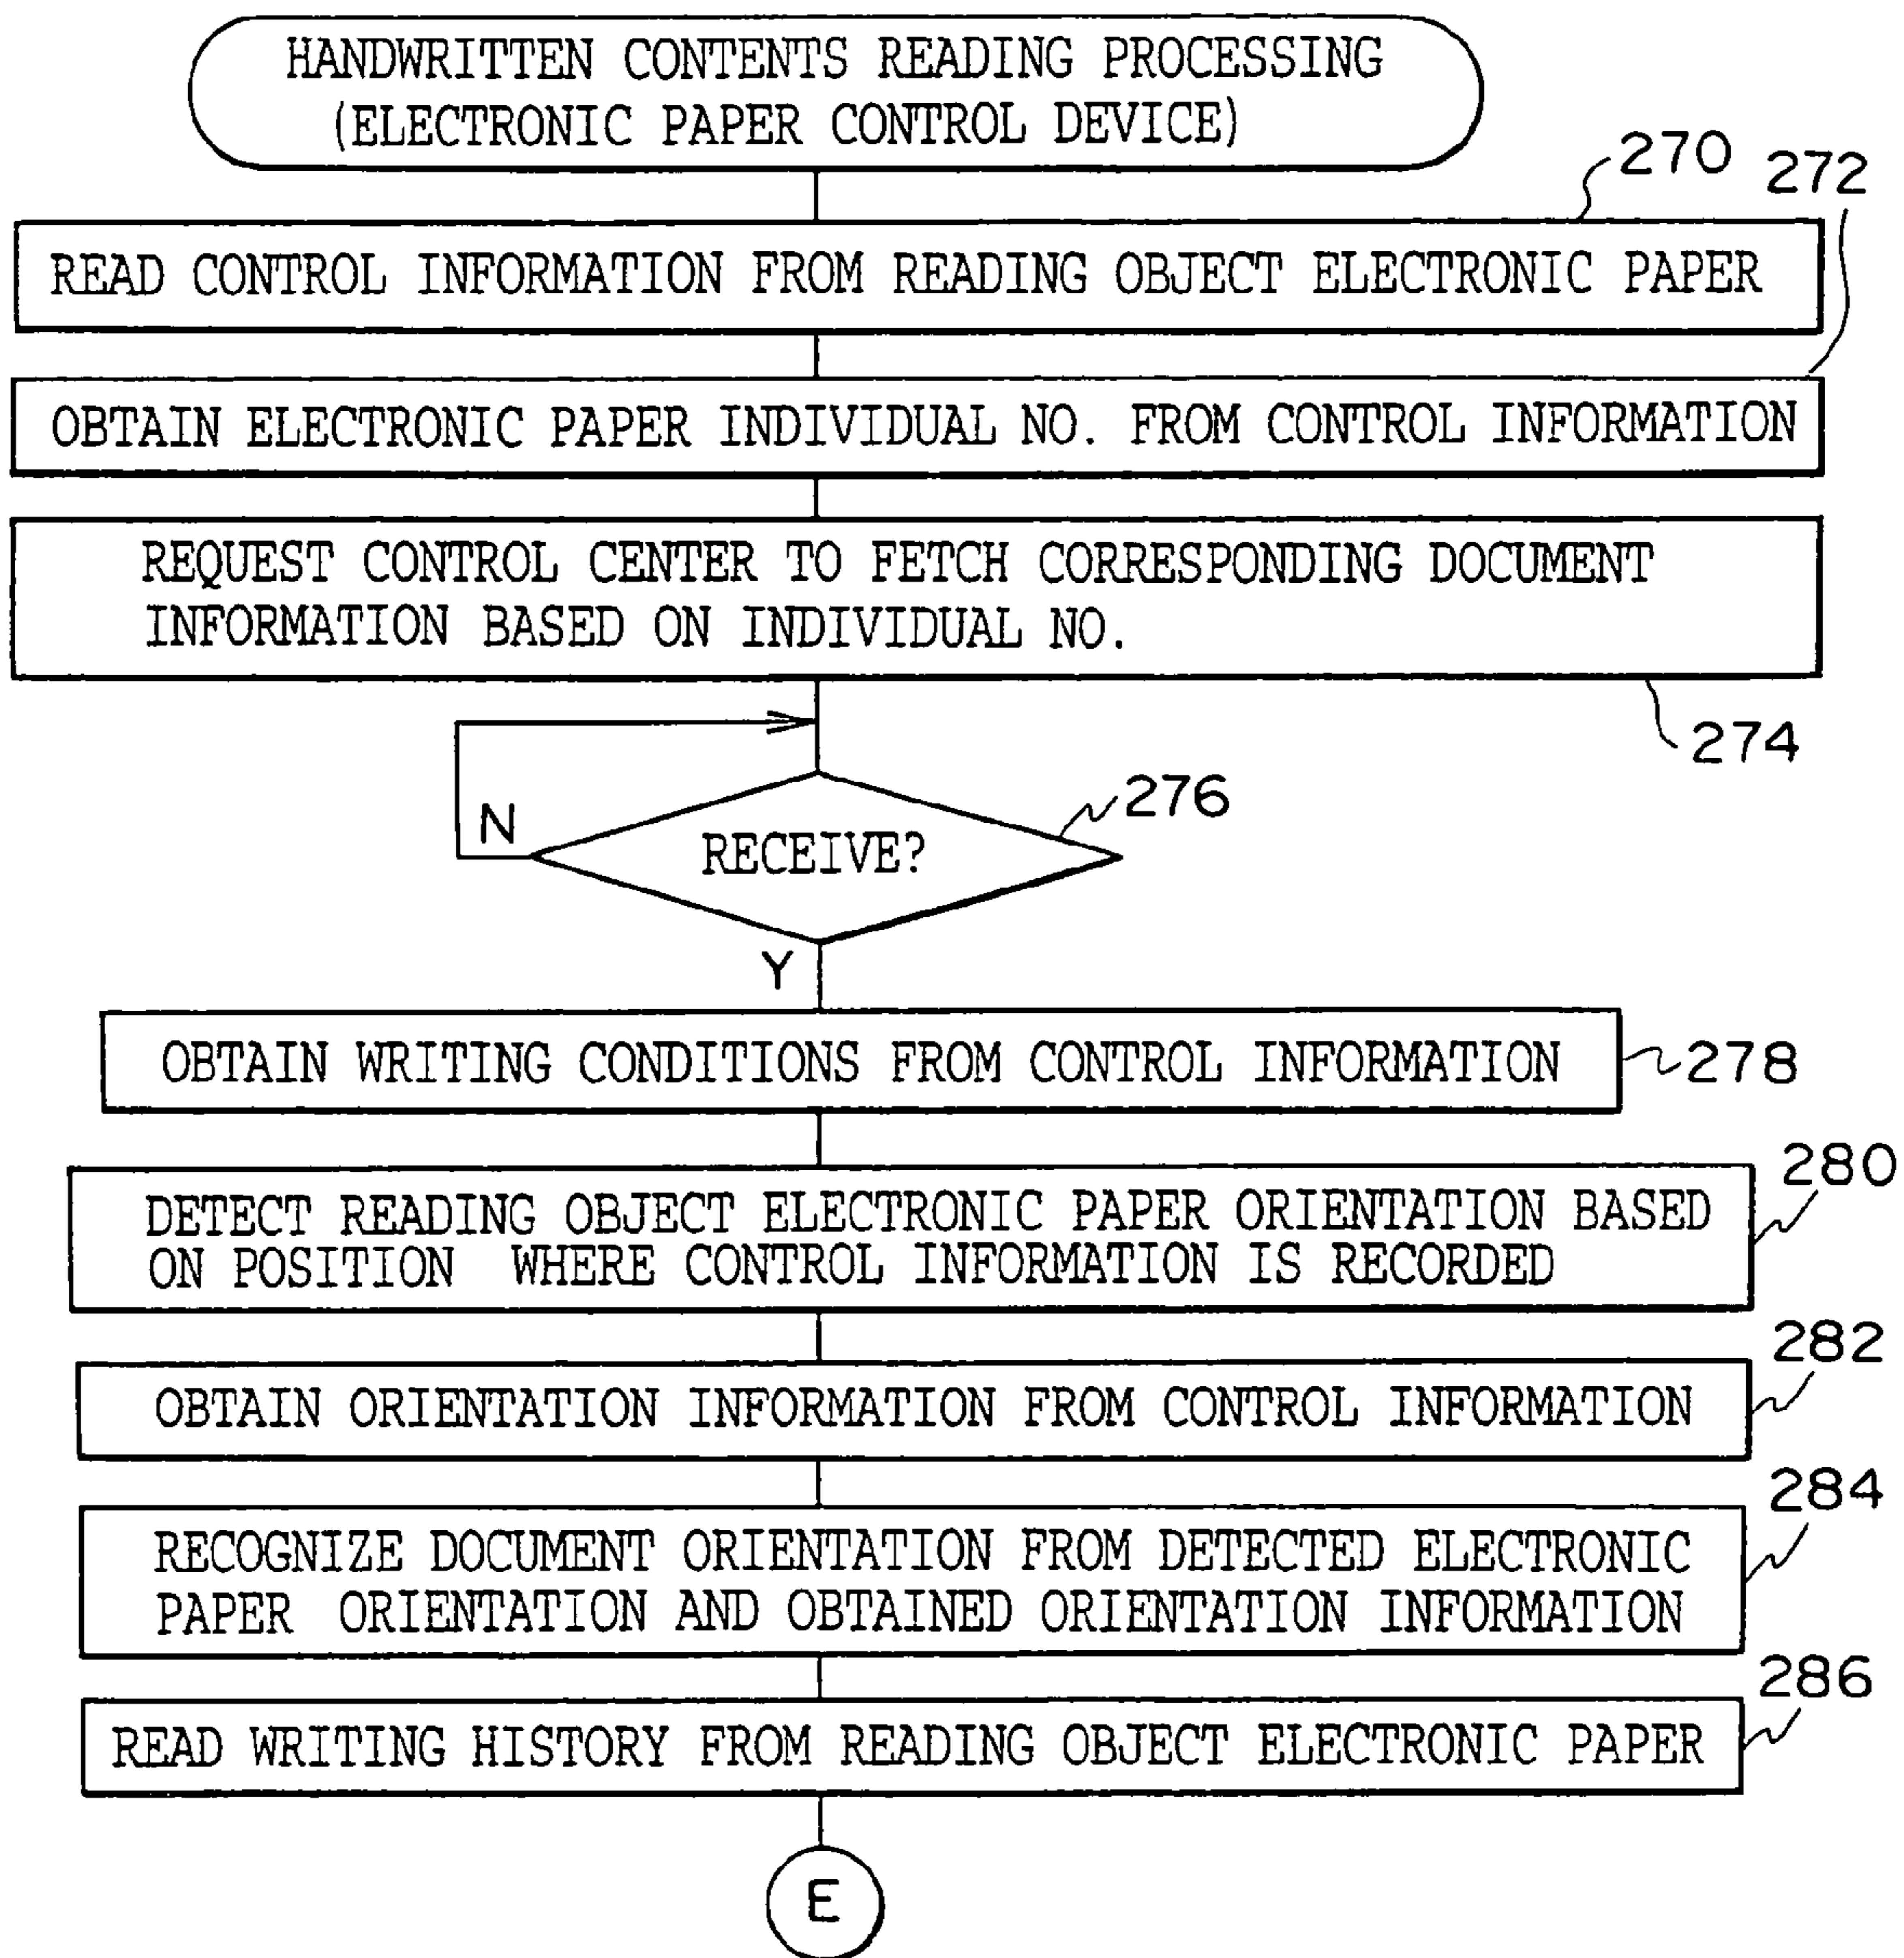 HANDWRITTEN CONTENTS READING PROCESSING
(ELECTRONIC PAPER CONTROL DEVICE)
270
272
READ CONTROL INFORMATION FROM READING OBJECT ELECTRONIC PAPER
OBTAIN ELECTRONIC PAPER INDIVIDUAL NO. FROM CONTROL INFORMATION
REQUEST CONTROL CENTER TO FETCH CORRESPONDING DOCUMENT
INFORMATION BASED ON INDIVIDUAL NO.
274
276
N
RECEIVE?
Y
OBTAIN WRITING CONDITIONS FROM CONTROL INFORMATION
278
280
DETECT READING OBJECT ELECTRONIC PAPER ORIENTATION BASED
ON POSITION WHERE CONTROL INFORMATION IS RECORDED
282
OBTAIN ORIENTATION INFORMATION FROM CONTROL INFORMATION
284
RECOGNIZE DOCUMENT ORIENTATION FROM DETECTED ELECTRONIC
PAPER ORIENTATION AND OBTAINED ORIENTATION INFORMATION
286
READ WRITING HISTORY FROM READING OBJECT ELECTRONIC PAPER
E